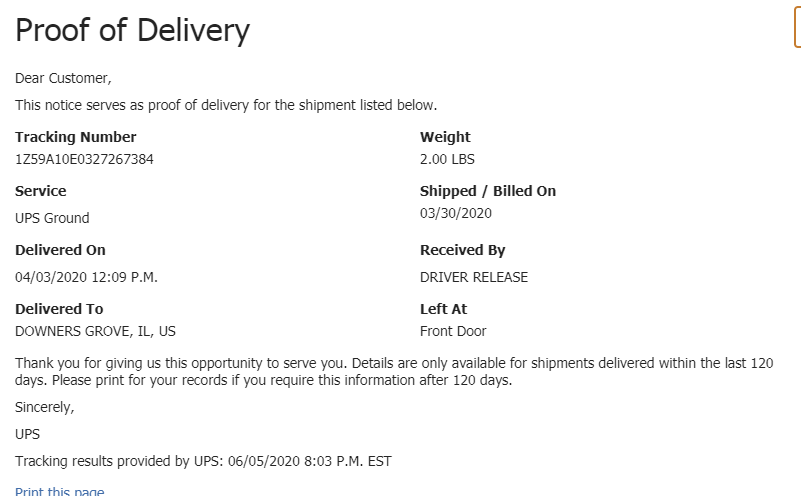 Proof of Delivery
Dear Customer,
This notice serves as proof of delivery for the shipment listed below.
Tracking Number
1Z59A10E0327267384
Weight
2.00 LBS
Service
UPS Ground
Shipped / Billed On
03/30/2020
Delivered On
04/03/2020 12:09 P.M.
Received By
DRIVER RELEASE
Delivered To
DOWNERS GROVE, IL, US
Left At
Front Door
Thank you for giving us this opportunity to serve you. Details are only available for shipments delivered within the last 120
days. Please print for your records if you require this information after 120 days.
Sincerely,
UPS
Tracking results provided by UPS: 06/05/2020 8:03 P.M. EST
Print this page